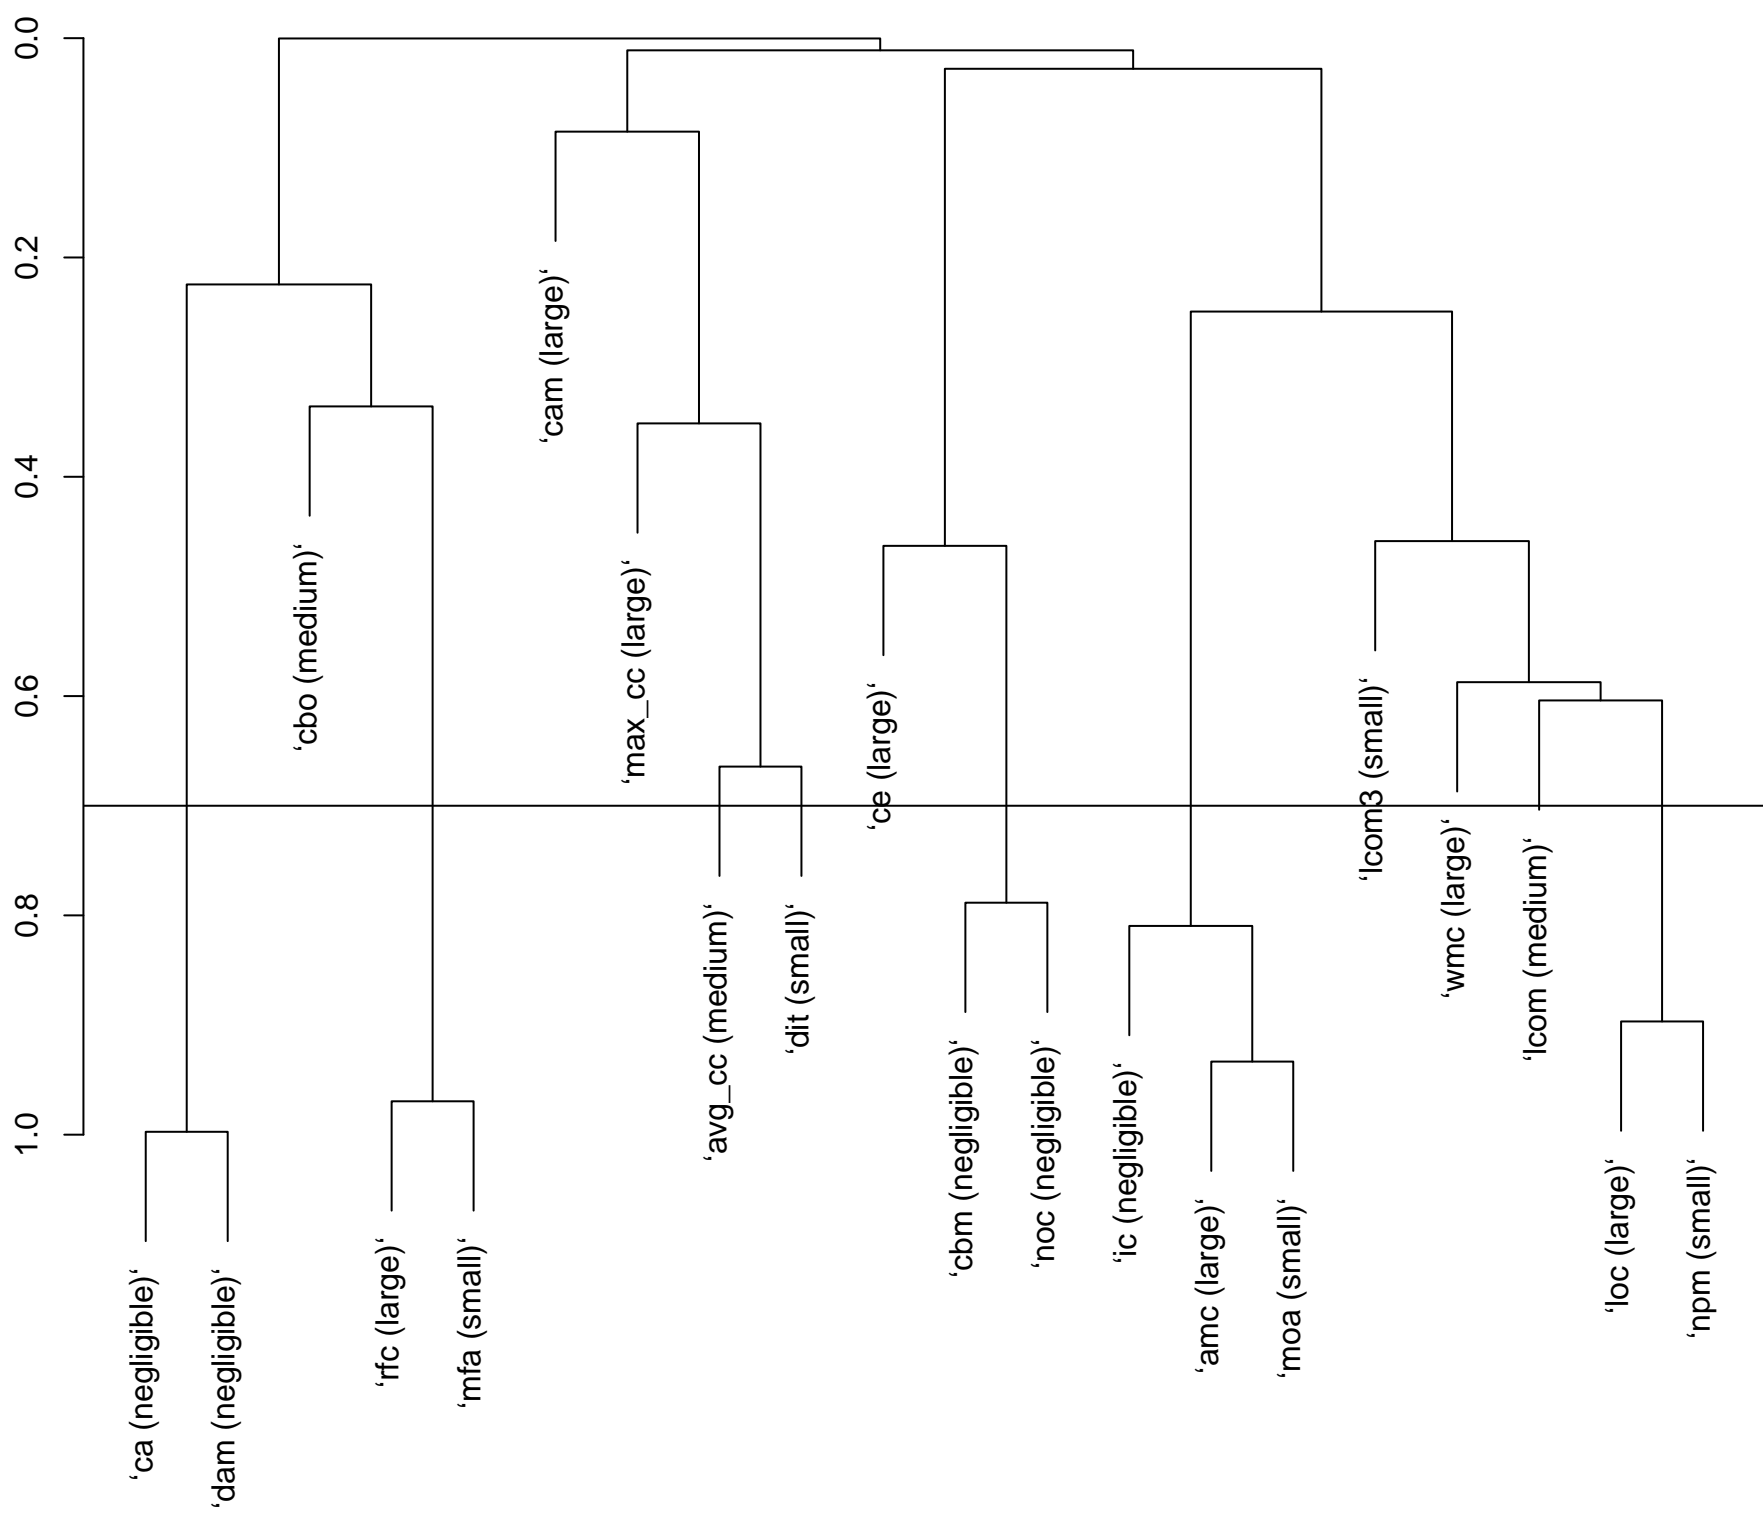 0.0
0.2
0.4
0.6
0.8
1.0
‘ca (negligible)‘
‘dam (negligible)‘
‘cbo (medium)‘
‘rfc (large)‘
‘mfa (small)‘
‘cam (large)‘
‘max_cc (large)‘
‘avg_cc (medium)‘
‘dit (small)‘
‘ce (large)‘
‘cbm (negligible)‘
‘noc (negligible)‘
‘ic (negligible)‘
‘amc (large)‘
‘moa (small)‘
‘lcom3 (small)‘
‘wmc (large)‘
‘lcom (medium)‘
‘loc (large)‘
‘npm (small)‘